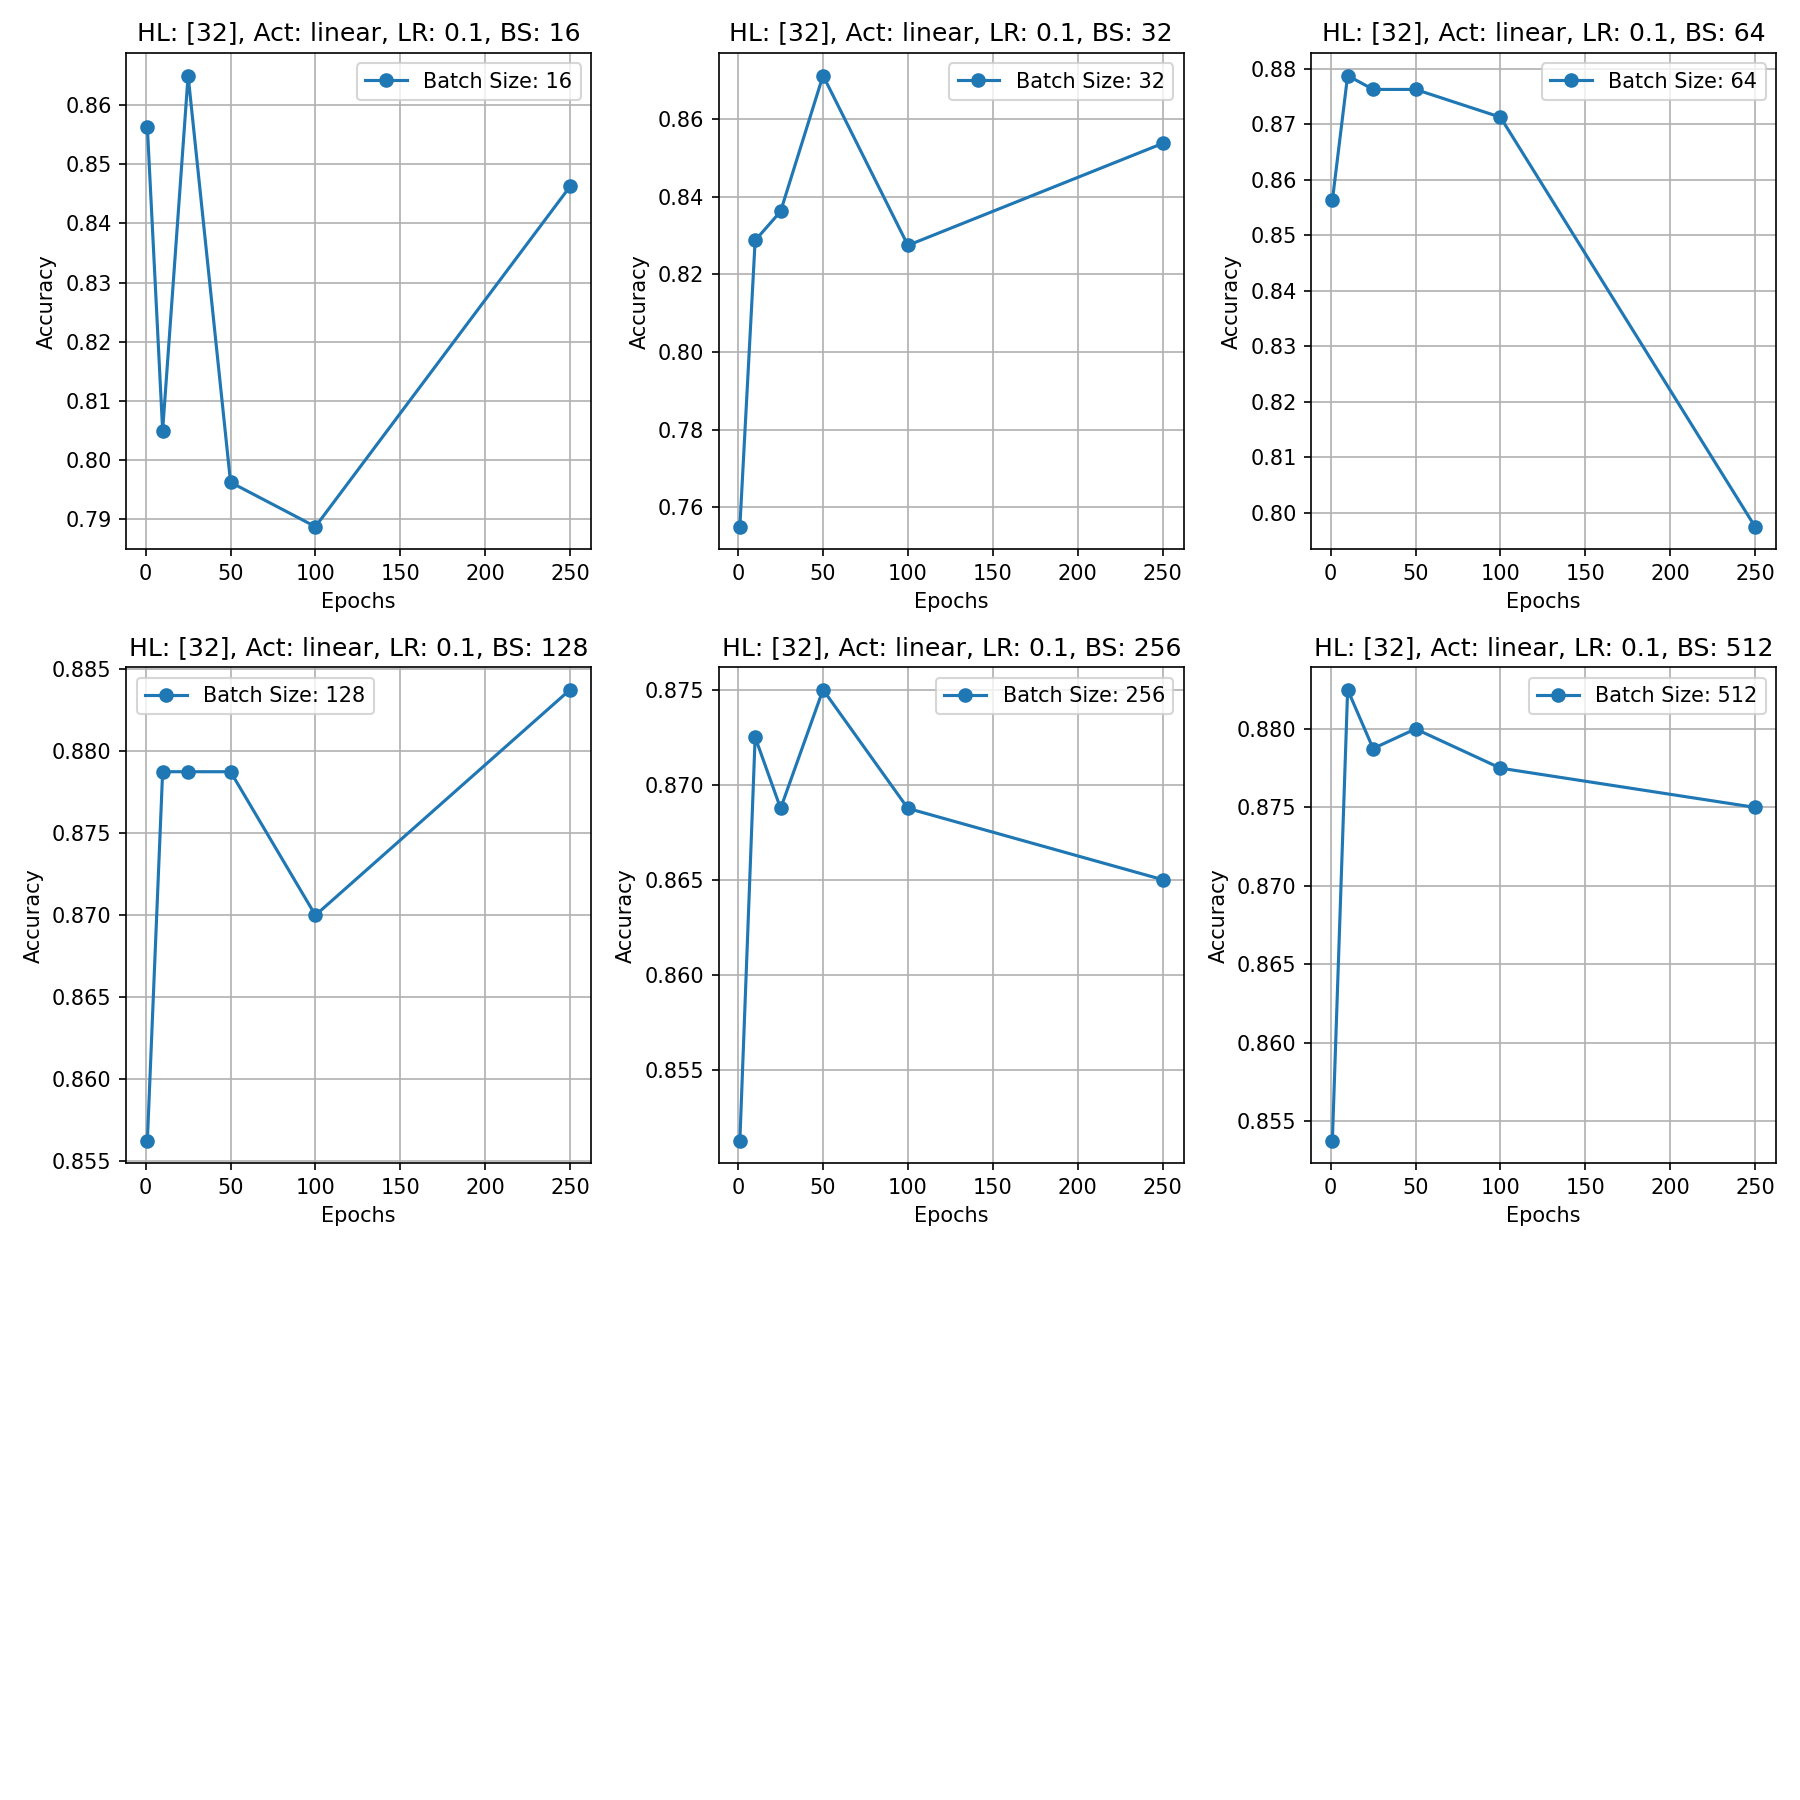 HL: [32], Act: linear, LR: 0.1, BS: 16
Batch Size: 16
Accuracy
0.86
0.85
0.84
0.83
0.82
0.81
0.80
0.79
0 50 100 150 200 250
Epochs
HL: [32], Act: linear, LR: 0.1, BS: 32
Batch Size: 32
Accuracy
0.86
0.84
0.82
0.80
0.78
0.76
0 50 100 150 200 250
Epochs
HL: [32], Act: linear, LR: 0.1, BS: 64
Batch Size: 64
Accuracy
0.88
0.87
0.86
0.85
0.84
0.83
0.82
0.81
0.80
0 50 100 150 200 250
Epochs
HL: [32], Act: linear, LR: 0.1, BS: 128
Batch Size: 128
Accuracy
0.885
0.880
0.875
0.870
0.865
0.860
0.855
0 50 100 150 200 250
Epochs
HL: [32], Act: linear, LR: 0.1, BS: 256
Batch Size: 256
Accuracy
0.875
0.870
0.865
0.860
0.855
0 50 100 150 200 250
Epochs
HL: [32], Act: linear, LR: 0.1, BS: 512
Batch Size: 512
Accuracy
0.880
0.875
0.870
0.865
0.860
0.855
0 50 100 150 200 250
Epochs